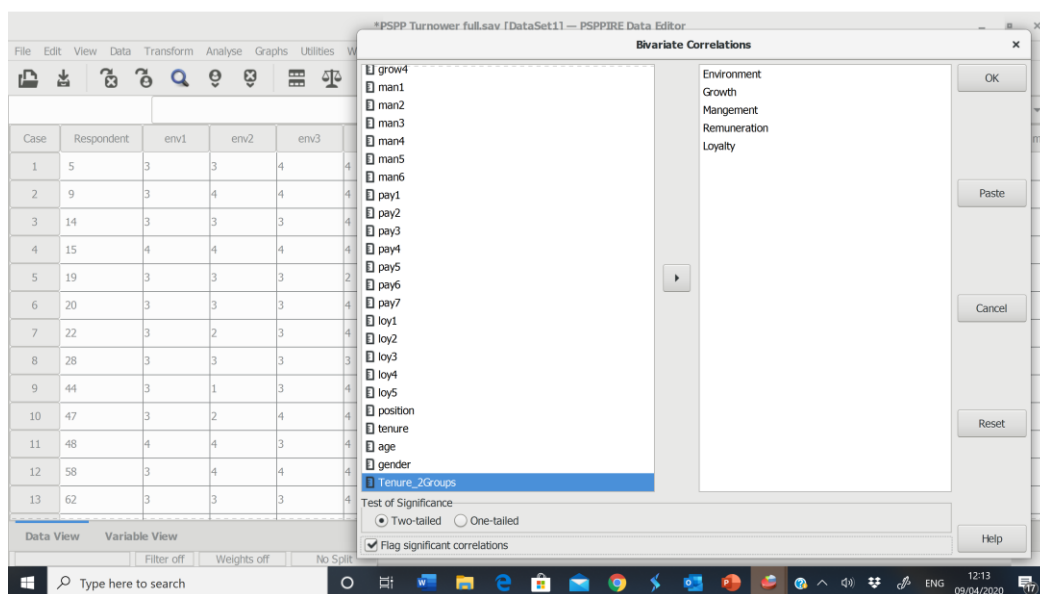 *PSPP Turnower full.sav [DataSet1] — PSPPIRE Data Editor
File Edit View Data Transform Analyse Graphs Utilities W
Case Respondent env1 env2 env3
1 5 3 3 4 4
2 9 3 4 4 4
3 14 3 3 3 4
4 15 4 4 4 4
5 19 3 3 3 2
6 20 3 3 3 4
7 22 3 2 3 4
8 28 3 3 3 3
9 44 3 1 3 4
10 47 3 2 4 4
11 48 4 4 3 4
12 58 3 4 4 4
13 62 3 3 3 4
Data View Variable View
Filter off Weights off No Split
Bivariate Correlations
grow4
man1
man2
man3
man4
man5
man6
pay1
pay2
pay3
pay4
pay5
pay6
pay7
loy1
loy2
loy3
loy4
loy5
position
tenure
age
gender
Tenure_2Groups
Environment
Growth
Mangement
Remuneration
Loyalty
OK
Paste
Cancel
Reset
Help
Test of Significance
Two-tailed One-tailed
Flag significant correlations
m
Type here to search
ENG
12:13
09/04/2020
17